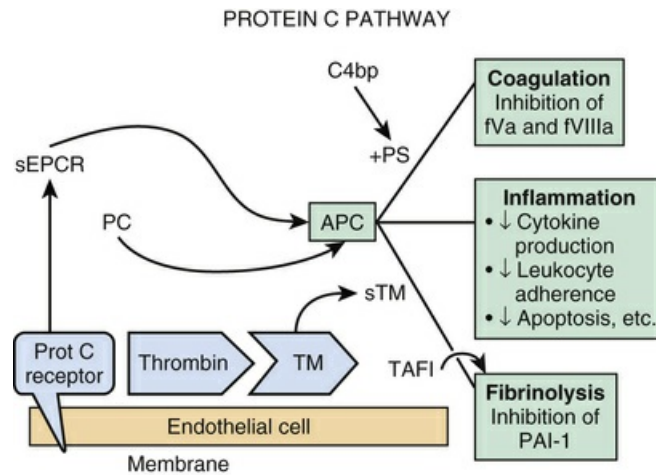 PROTEIN C PATHWAY
C4bp
+PS
sEPCR
PC
APC
sTM
Prot C
receptor
Thrombin
TM
TAFI
Endothelial cell
Membrane
Coagulation
Inhibition of
fVa and fVIIIa
Inflammation
• ↓ Cytokine
production
• ↓ Leukocyte
adherence
• ↓ Apoptosis, etc.
Fibrinolysis
Inhibition of
PAI-1